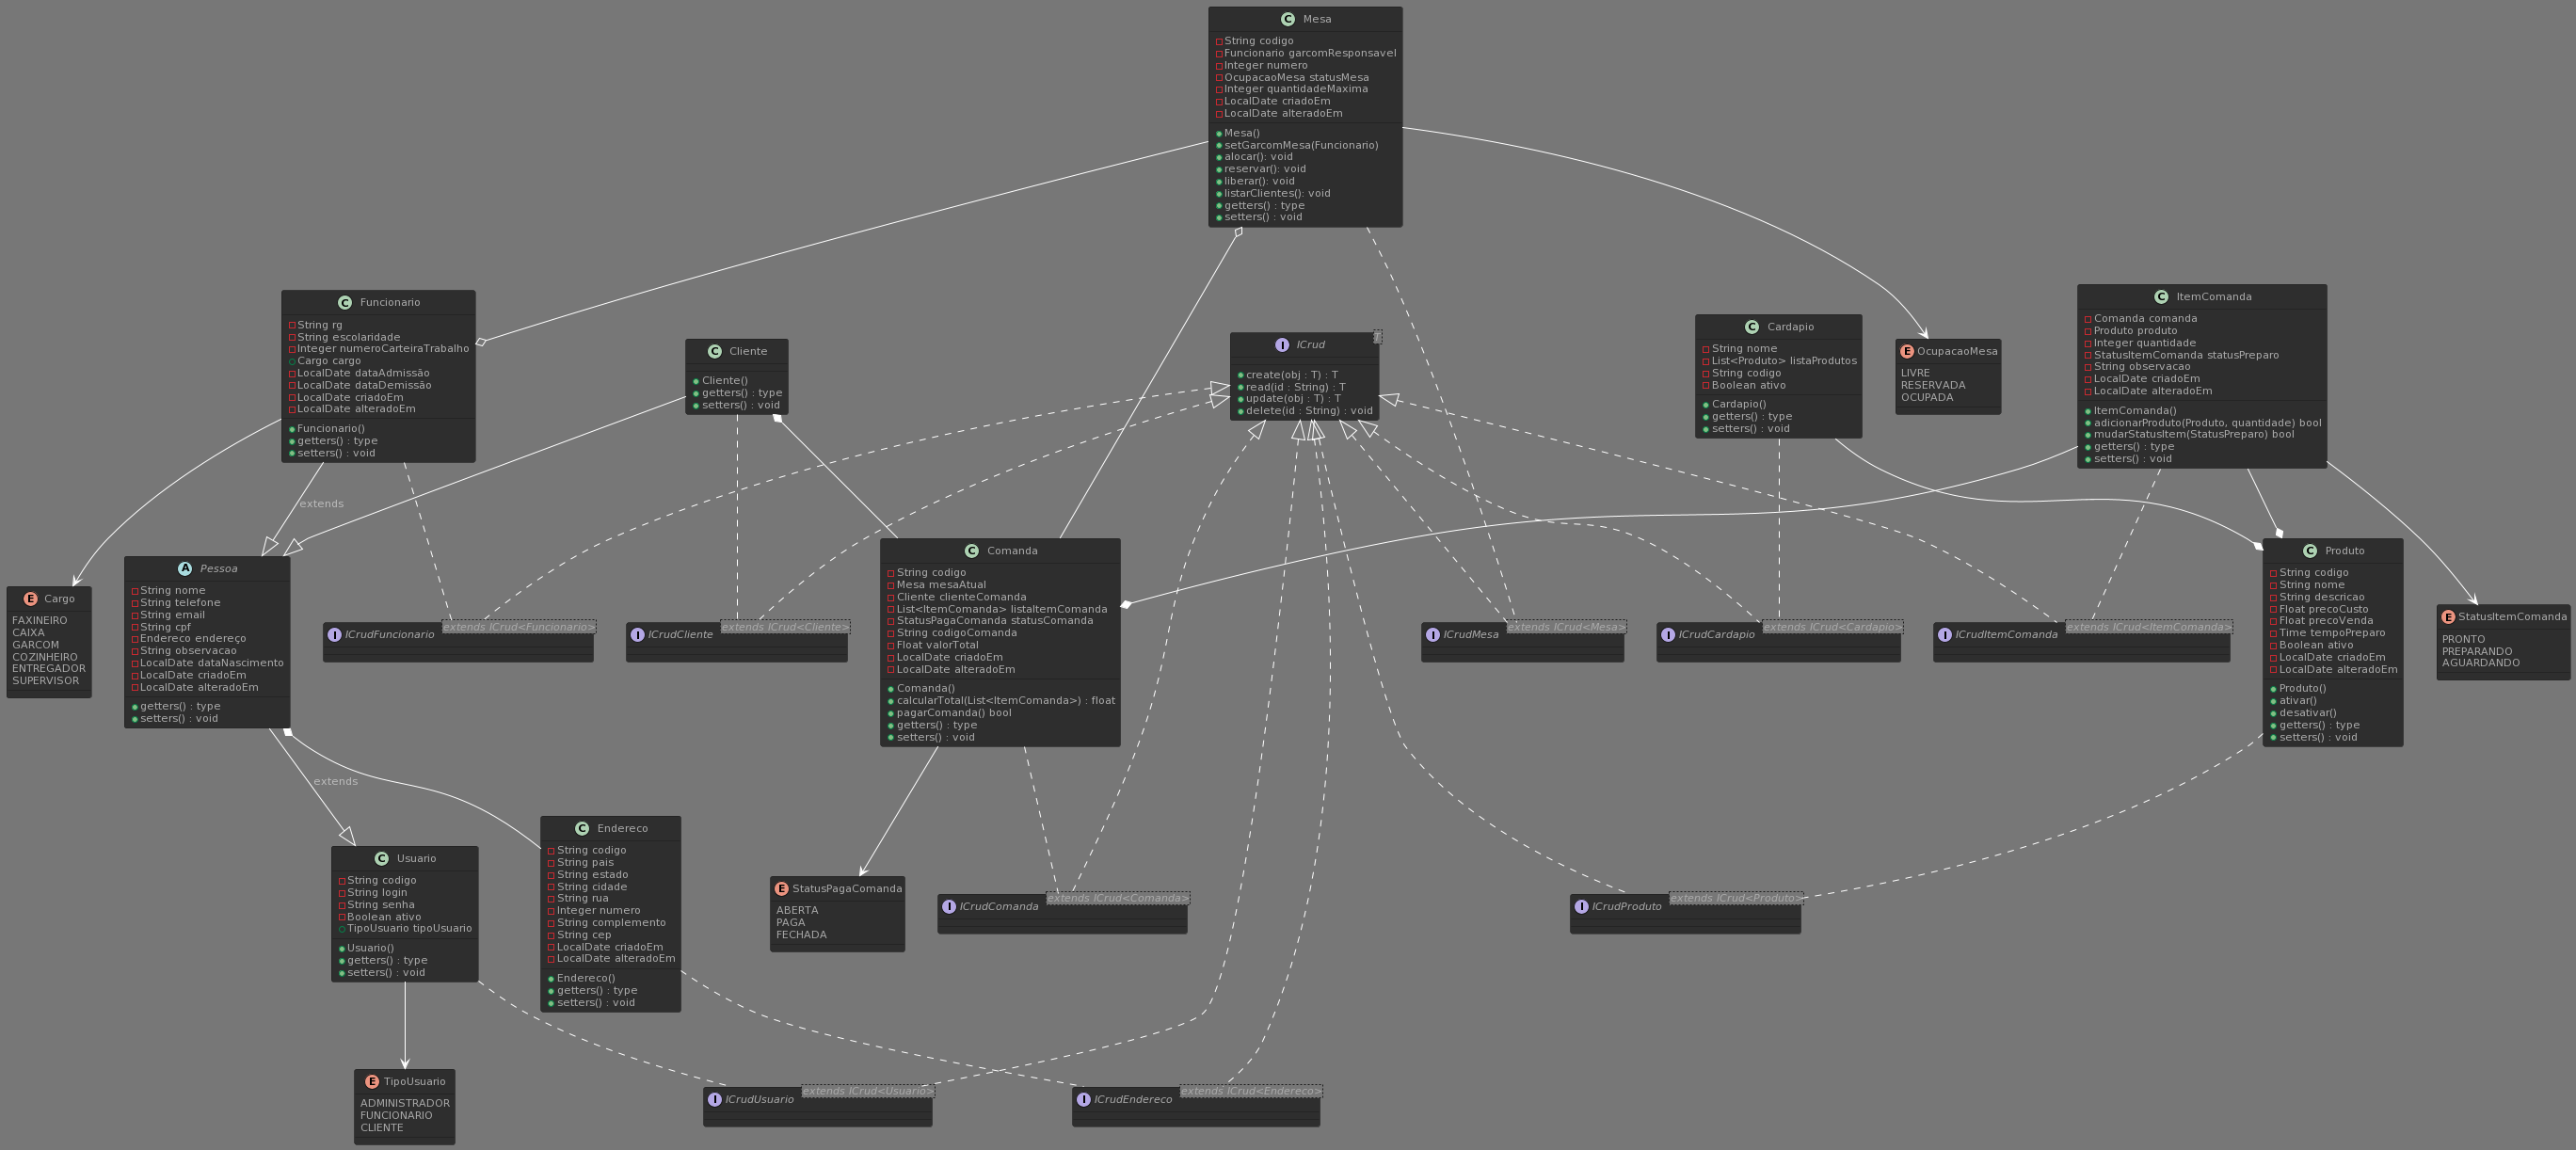 Mesa
String codigo
Funcionario garcomResponsavel
Integer numero
OcupacaoMesa statusMesa
Integer quantidadeMaxima
LocalDate criadoEm
LocalDate alteradoEm
Mesa()
setGarcomMesa(Funcionario)
alocar(): void
reservar(): void
liberar(): void
listarClientes(): void
getters() : type
setters() : void
Funcionario
String rg
String escolaridade
Integer numeroCarteiraTrabalho
Cargo cargo
LocalDate dataAdmissão
LocalDate dataDemissão
LocalDate criadoEm
LocalDate alteradoEm
Funcionario()
getters() : type
setters() : void
Cliente
Cliente()
getters() : type
setters() : void
ICrud
T
create(obj : T) : T
read(id : String) : T
update(obj : T) : T
delete(id : String) : void
Cardapio
String nome
List<Produto> listaProdutos
String codigo
Boolean ativo
Cardapio()
getters() : type
setters() : void
OcupacaoMesa
LIVRE
RESERVADA
OCUPADA
ItemComanda
Comanda comanda
Produto produto
Integer quantidade
StatusItemComanda statusPreparo
String observacao
LocalDate criadoEm
LocalDate alteradoEm
ItemComanda()
adicionarProduto(Produto, quantidade) bool
mudarStatusItem(StatusPreparo) bool
getters() : type
setters() : void
extends
Cargo
FAXINEIRO
CAIXA
GARCOM
COZINHEIRO
ENTREGADOR
SUPERVISOR
Pessoa
String nome
String telefone
String email
String cpf
Endereco endereço
String observacao
LocalDate dataNascimento
LocalDate criadoEm
LocalDate alteradoEm
getters() : type
setters() : void
ICrudFuncionario
extends ICrud<Funcionario>
ICrudCliente
extends ICrud<Cliente>
Comanda
String codigo
Mesa mesaAtual
Cliente clienteComanda
List<ItemComanda> listaItemComanda
StatusPagaComanda statusComanda
String codigoComanda
Float valorTotal
LocalDate criadoEm
LocalDate alteradoEm
Comanda()
calcularTotal(List<ItemComanda>) : float
pagarComanda() bool
getters() : type
setters() : void
ICrudMesa
extends ICrud<Mesa>
ICrudCardapio
extends ICrud<Cardapio>
ICrudItemComanda
extends ICrud<ItemComanda>
Produto
String codigo
String nome
String descricao
Float precoCusto
Float precoVenda
Time tempoPreparo
Boolean ativo
LocalDate criadoEm
LocalDate alteradoEm
Produto()
ativar()
desativar()
getters() : type
setters() : void
StatusItemComanda
PRONTO
PREPARANDO
AGUARDANDO
extends
Usuario
String codigo
String login
String senha
Boolean ativo
TipoUsuario tipoUsuario
Usuario()
getters() : type
setters() : void
Endereco
String codigo
String pais
String estado
String cidade
String rua
Integer numero
String complemento
String cep
LocalDate criadoEm
LocalDate alteradoEm
Endereco()
getters() : type
setters() : void
StatusPagaComanda
ABERTA
PAGA
FECHADA
ICrudComanda
extends ICrud<Comanda>
ICrudProduto
extends ICrud<Produto>
TipoUsuario
ADMINISTRADOR
FUNCIONARIO
CLIENTE
ICrudUsuario
extends ICrud<Usuario>
ICrudEndereco
extends ICrud<Endereco>